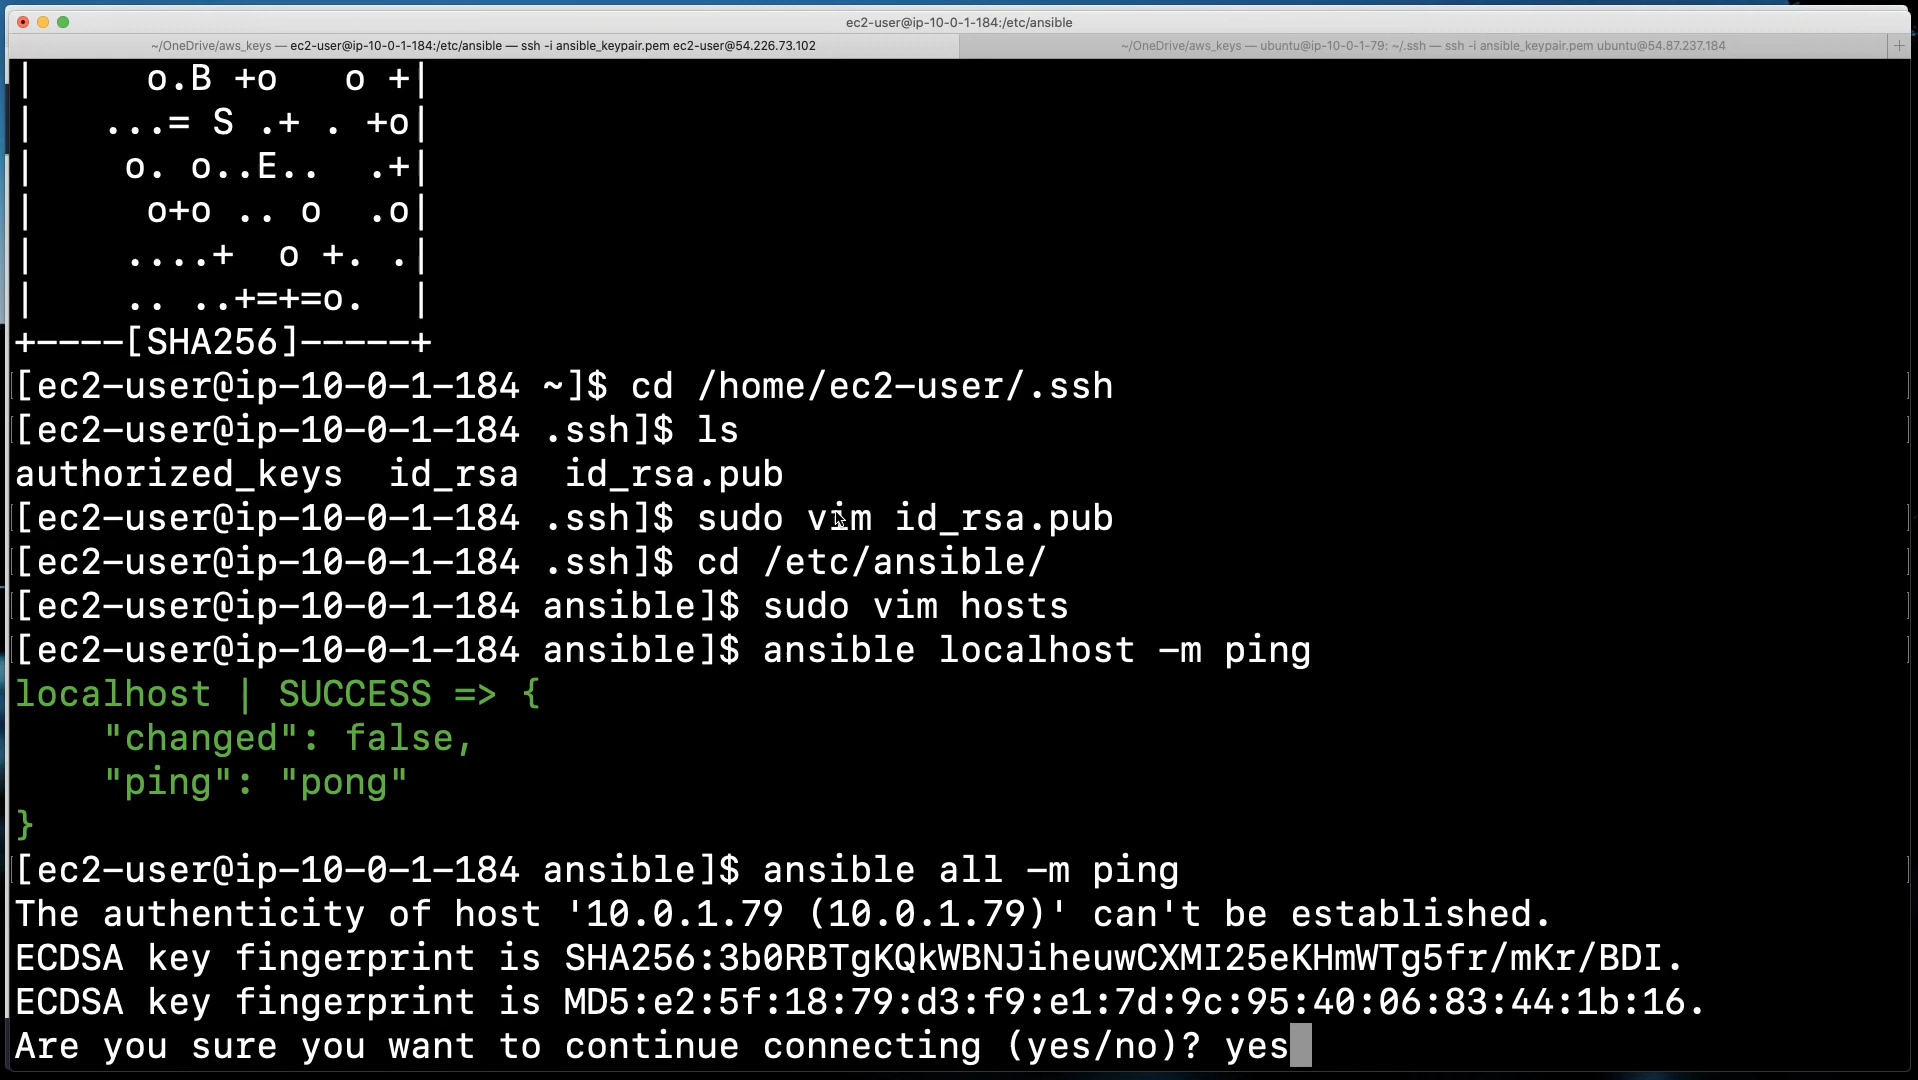 ec2-user@ip-10-0-1-184:/etc/ansible
~/OneDrive/aws_keys — ec2-user@ip-10-0-1-184:/etc/ansible — ssh -i ansible_keypair.pem ec2-user@54.226.73.102
~/OneDrive/aws_keys — ubuntu@ip-10-0-1-79: ~/.ssh — ssh -i ansible_keypair.pem ubuntu@54.87.237.184
|     o.B +o   o +|
|    ...= S .+ . +o|
|     o. o..E..  .+|
|      o+o .. o  .o|
|     ....+  o +. .|
|     .. ..+=+=o.  |
+----[SHA256]-----+
[ec2-user@ip-10-0-1-184 ~]$ cd /home/ec2-user/.ssh
[ec2-user@ip-10-0-1-184 .ssh]$ ls
authorized_keys  id_rsa  id_rsa.pub
[ec2-user@ip-10-0-1-184 .ssh]$ sudo vim id_rsa.pub
[ec2-user@ip-10-0-1-184 .ssh]$ cd /etc/ansible/
[ec2-user@ip-10-0-1-184 ansible]$ sudo vim hosts
[ec2-user@ip-10-0-1-184 ansible]$ ansible localhost -m ping
localhost | SUCCESS => {
    "changed": false,
    "ping": "pong"
}
[ec2-user@ip-10-0-1-184 ansible]$ ansible all -m ping
The authenticity of host '10.0.1.79 (10.0.1.79)' can't be established.
ECDSA key fingerprint is SHA256:3b0RBTgKQkWBNJiheuwCXMI25eKHmWTg5fr/mKr/BDI.
ECDSA key fingerprint is MD5:e2:5f:18:79:d3:f9:e1:7d:9c:95:40:06:83:44:1b:16.
Are you sure you want to continue connecting (yes/no)? yes